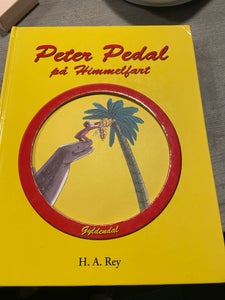 Peter Pedal
på Himmelfart
Gyldendal
H. A. Rey